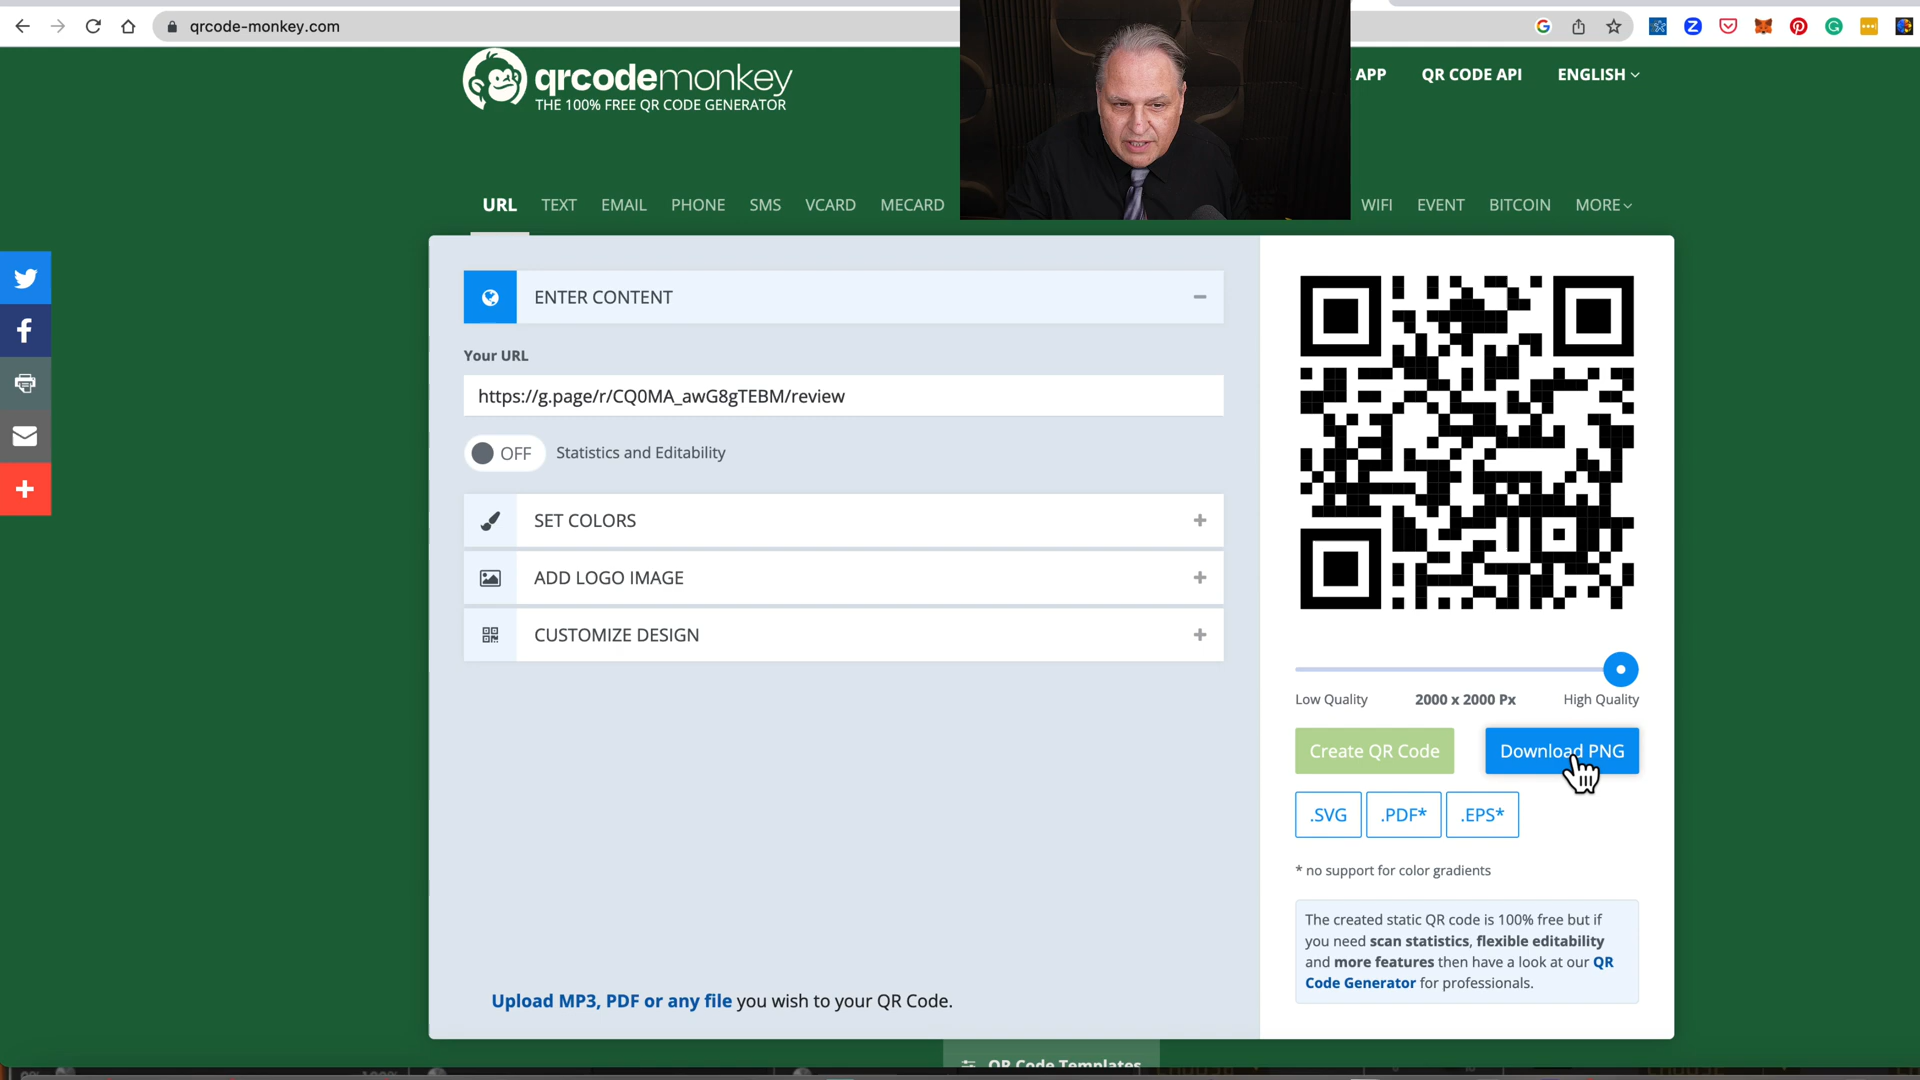 qrcode-monkey.com
qrcodemonkey
THE 100% FREE QR CODE GENERATOR
APP
QR CODE API
ENGLISH
URL
TEXT
EMAIL
PHONE
SMS
VCARD
MECARD
WIFI
EVENT
BITCOIN
MORE
ENTER CONTENT
Your URL
https://g.page/r/CQ0MA_awG8gTEBM/review
OFF
Statistics and Editability
SET COLORS
ADD LOGO IMAGE
CUSTOMIZE DESIGN
Upload MP3, PDF or any file you wish to your QR Code.
Low Quality
2000 x 2000 Px
High Quality
Create QR Code
Download PNG
.SVG
.PDF*
.EPS*
* no support for color gradients
The created static QR code is 100% free but if
you need scan statistics, flexible editability
and more features then have a look at our QR
Code Generator for professionals.
QR Code Templates